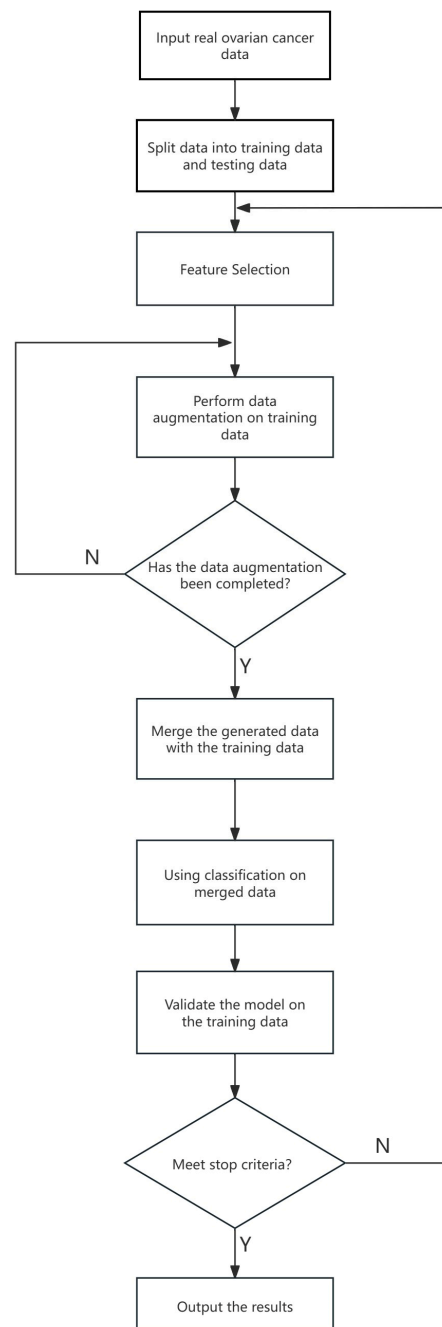 Input real ovarian cancer
data
Split data into training data
and testing data
Feature Selection
Perform data
augmentation on training
data
Has the data augmentation
been completed?
N
Y
Merge the generated data
with the training data
Using classification on
merged data
Validate the model on
the training data
Meet stop criteria?
N
Y
Output the results